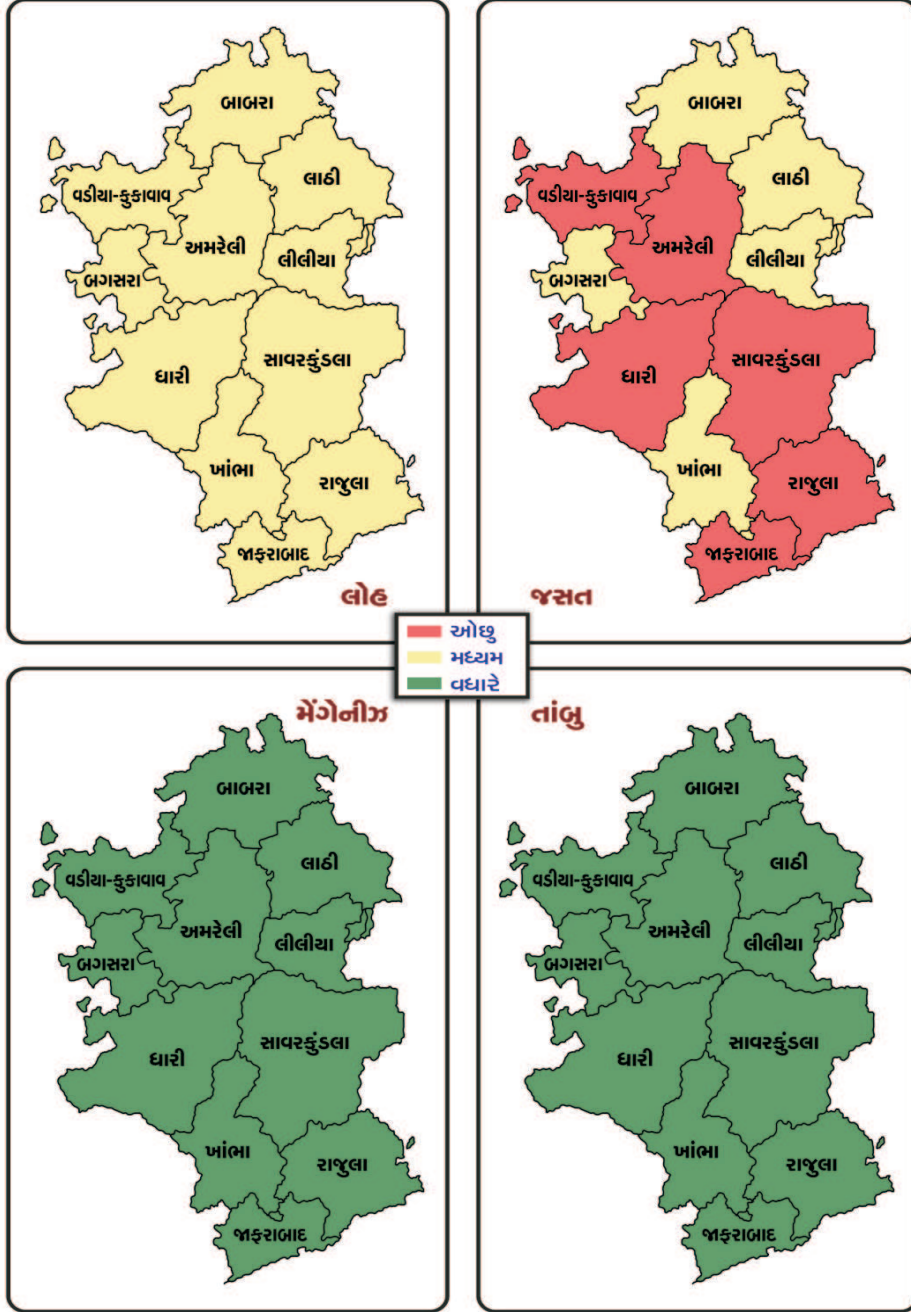 બાબરા
લાઠી
વડીયા-કુકાવાવ
અમરેલી
લીલીયા
બગસરા
સાવરકુંડલા
ધારી
ખાંભા
રાજુલા
જાફરાબાદ
લોહ
બાબરા
લાઠી
વડીયા-કુકાવાવ
અમરેલી
લીલીયા
બગસરા
સાવરકુંડલા
ધારી
ખાંભા
રાજુલા
જાફરાબાદ
જસત
ઓછુ
મધ્યમ
વધારે
મેંગેનીઝ
બાબરા
લાઠી
વડીયા-કુકાવાવ
અમરેલી
લીલીયા
બગસરા
સાવરકુંડલા
ધારી
ખાંભા
રાજુલા
જાફરાબાદ
તાંબુ
બાબરા
લાઠી
વડીયા-કુકાવાવ
અમરેલી
લીલીયા
બગસરા
સાવરકુંડલા
ધારી
ખાંભા
રાજુલા
જાફરાબાદ